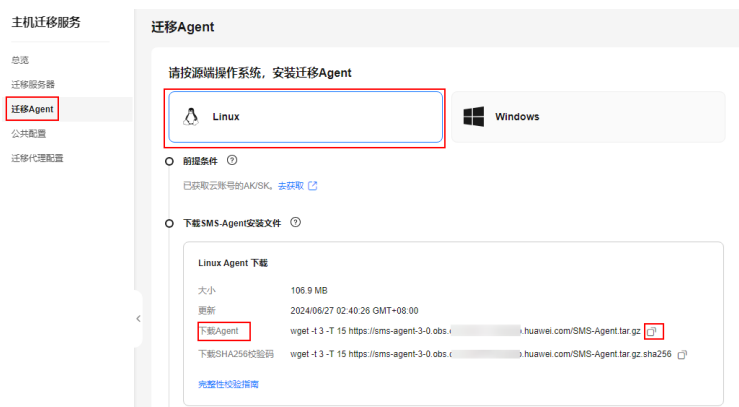 主机迁移服务
总览
迁移服务器
迁移Agent
公共配置
迁移代理配置
迁移Agent
请按源端操作系统，安装迁移Agent
Linux
Windows
前提条件
已获取云账号的AK/SK。去获取
下载SMS-Agent安装文件
Linux Agent 下载
大小 106.9 MB
更新 2024/06/27 02:40:26 GMT+08:00
下载Agent wget -t 3 -T 15 https://sms-agent-3-0.obs. .huawei.com/SMS-Agent.tar.gz
下载SHA256校验码 wget -t 3 -T 15 https://sms-agent-3-0.obs. .huawei.com/SMS-Agent.tar.gz.sha256
完整性校验指南